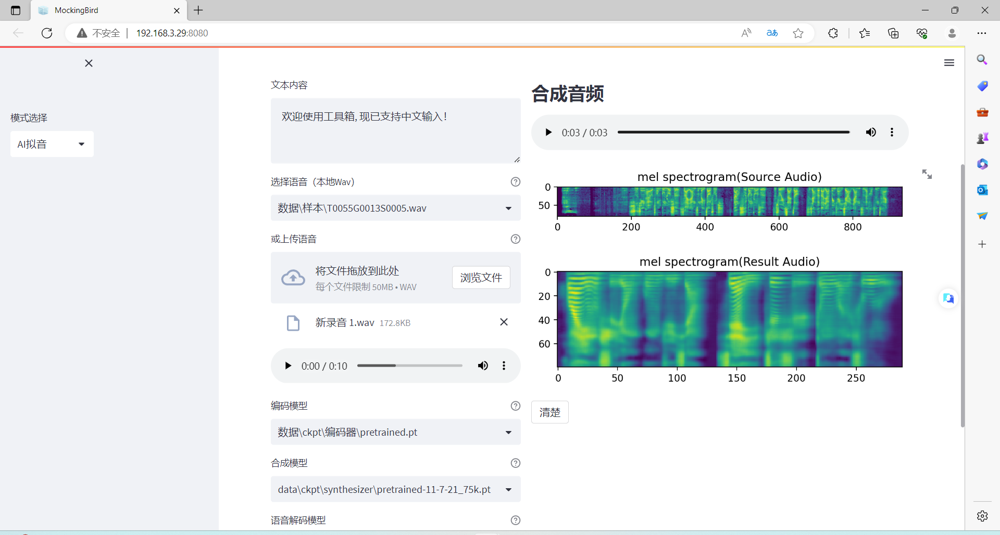 MockingBird
不安全
192.168.3.29:8080
模式选择
AI拟音
文本内容
欢迎使用工具箱, 现已支持中文输入!
选择语音（本地Wav）
数据\样本\T0055G0013S0005.wav
或上传语音
将文件拖放到此处
每个文件限制 50MB • WAV
浏览文件
新录音 1.wav 172.8KB
0:00 / 0:10
编码模型
数据\ckpt\编码器\pretrained.pt
合成模型
data\ckpt\synthesizer\pretrained-11-7-21_75k.pt
语音解码模型
合成音频
0:03 / 0:03
mel spectrogram(Source Audio)
0
50
0 200 400 600 800
mel spectrogram(Result Audio)
0
20
40
60
0 50 100 150 200 250
清楚